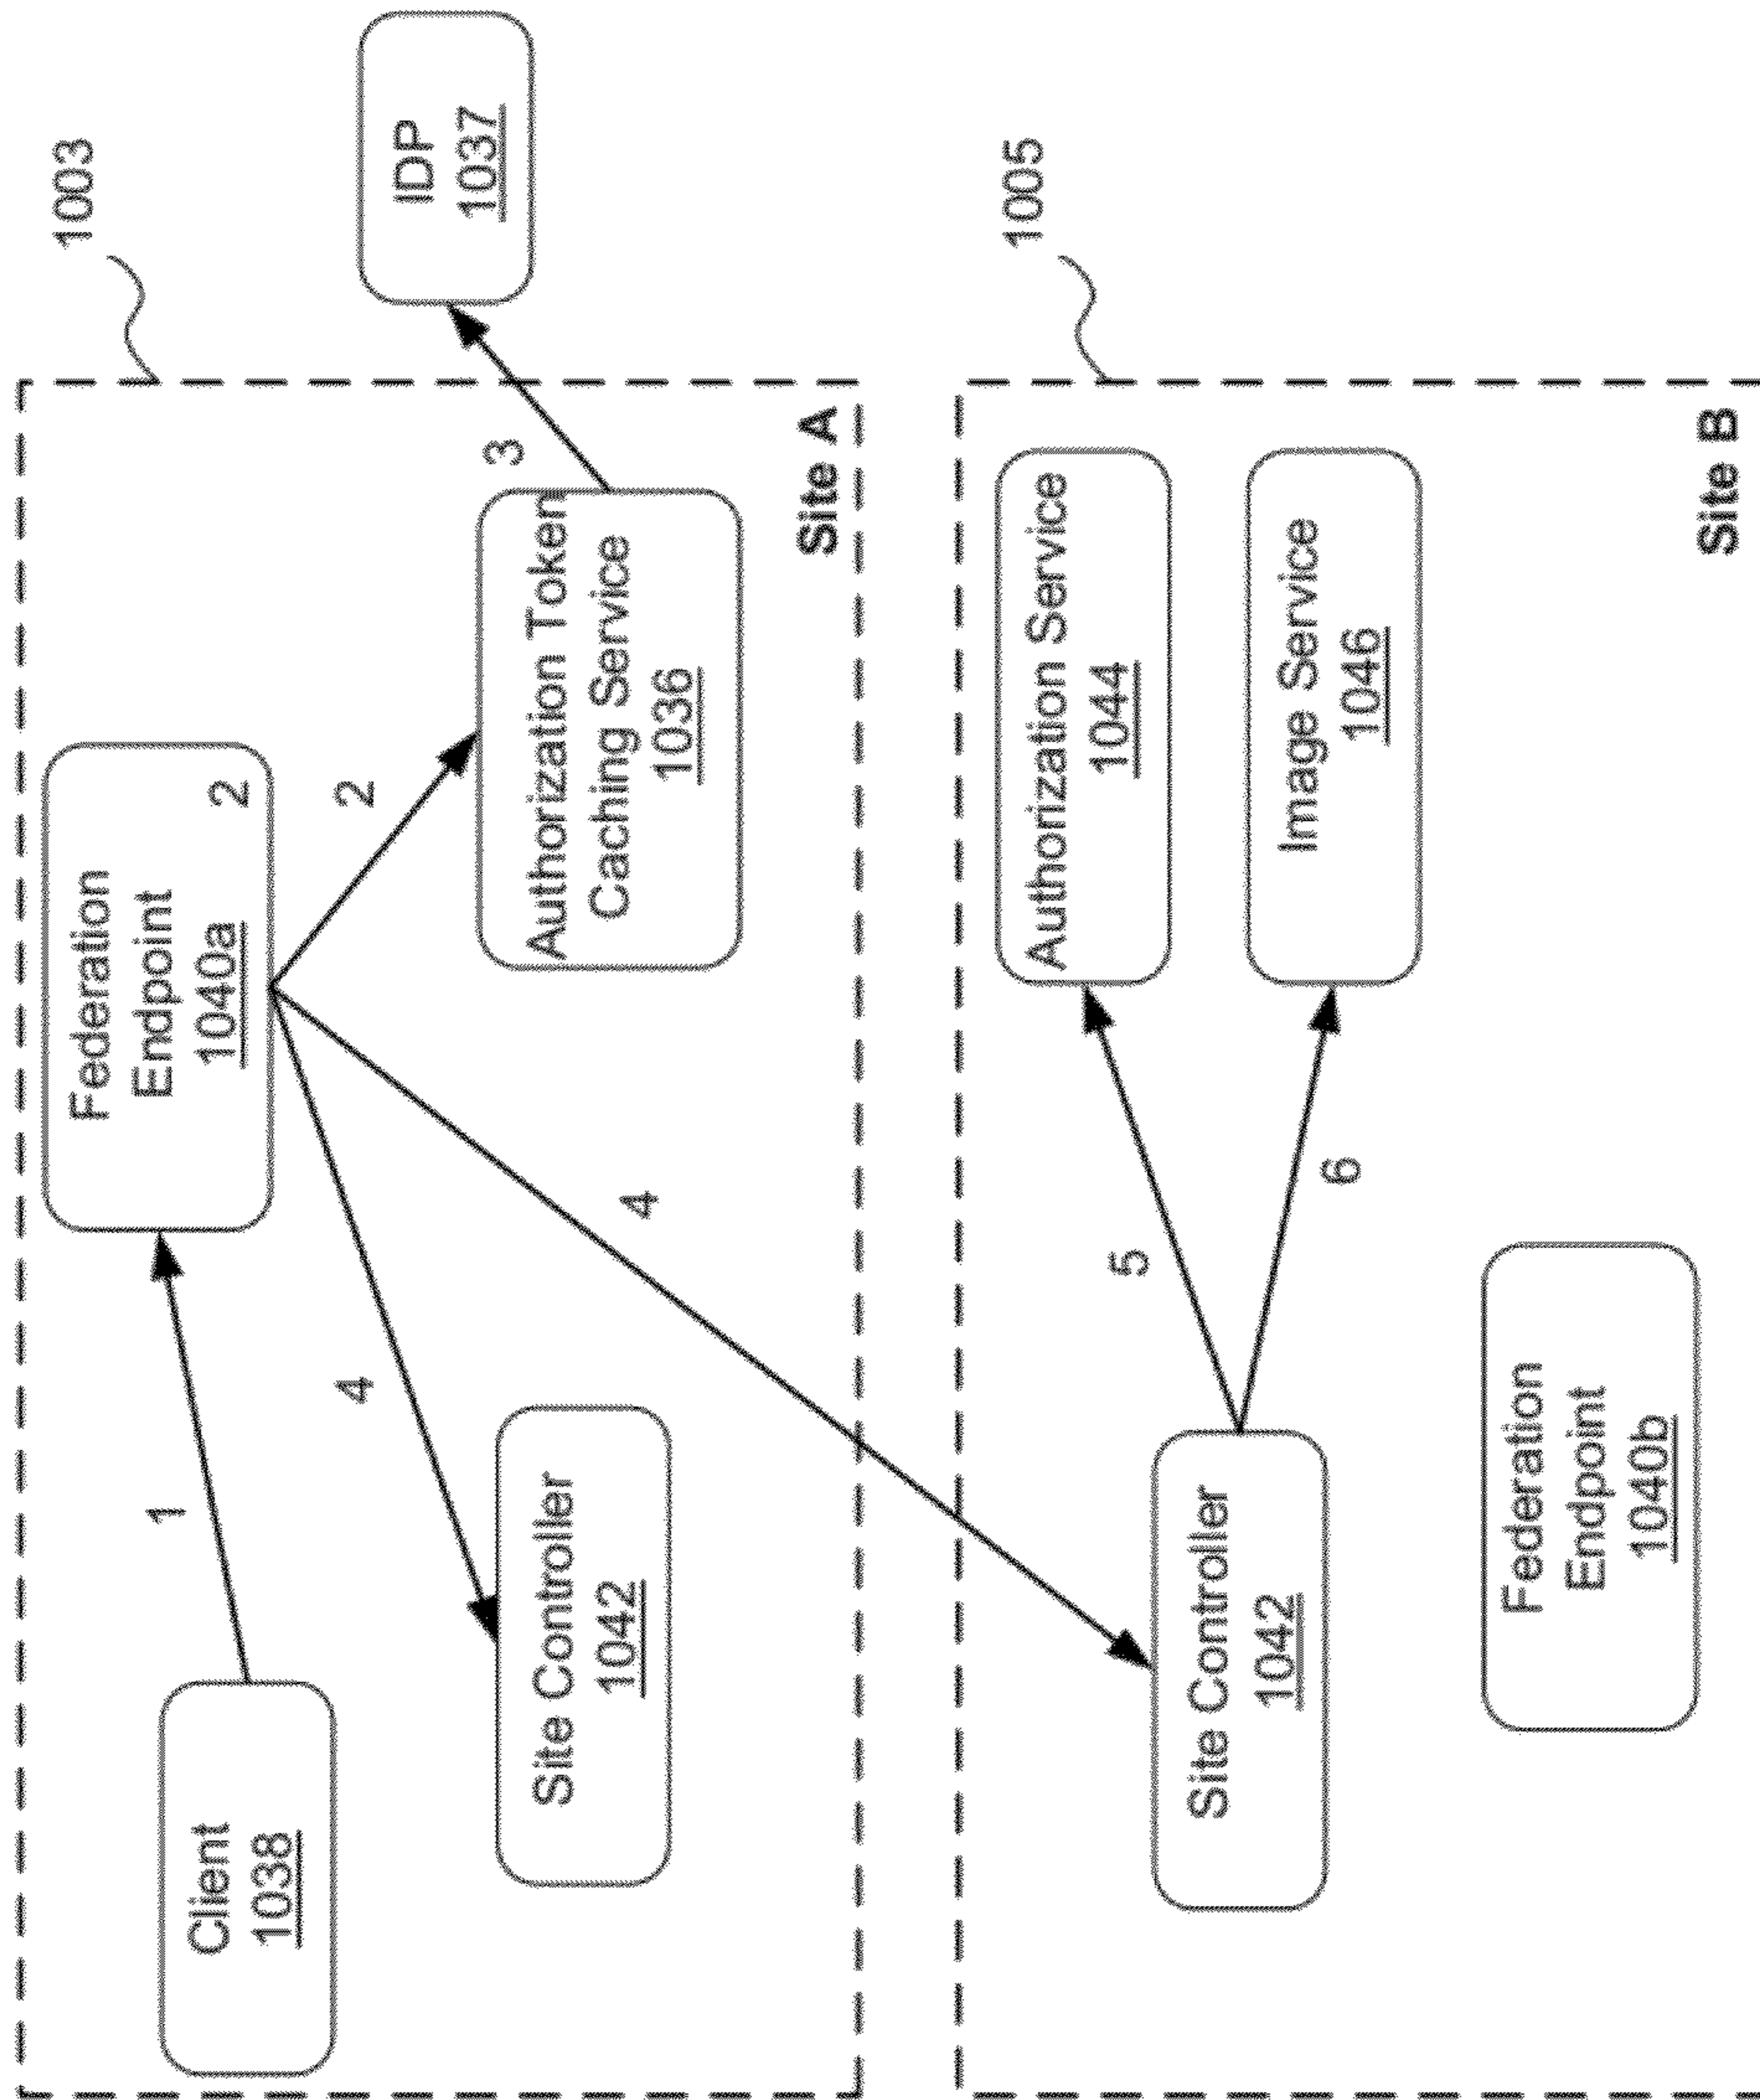 1003
Client
1038
1
Federation
Endpoint
1040a
2
2
4
4
Site Controller
1042
Authorization Token
Caching Service
1036
3
IDP
1037
Site A
1005
Site Controller
1042
5
6
Authorization Service
1044
Image Service
1046
Federation
Endpoint
1040b
Site B